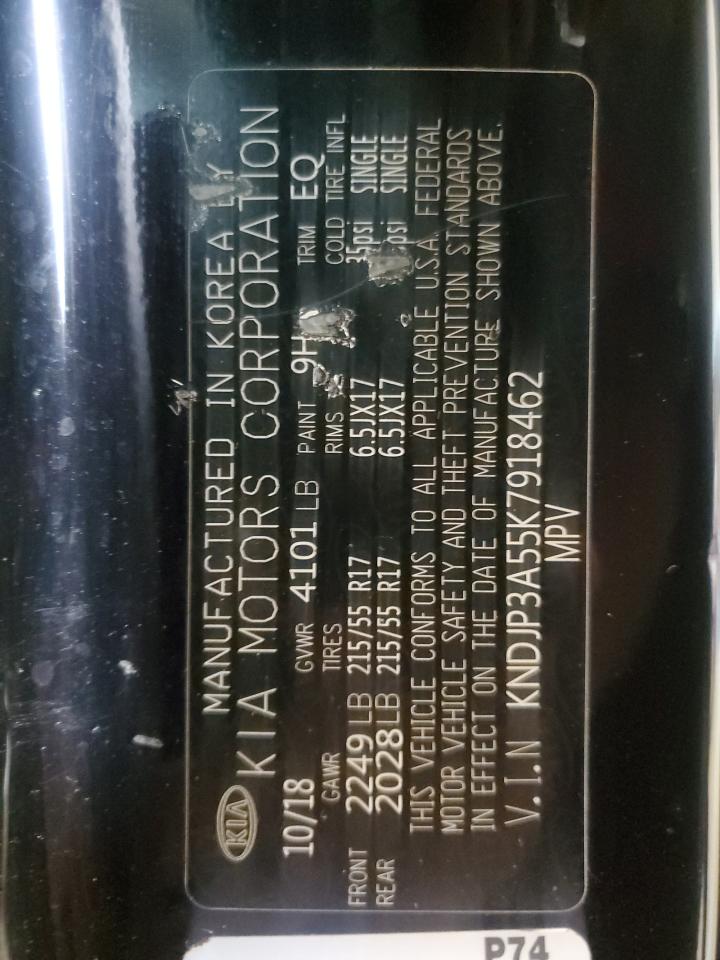 KIA
MANUFACTURED IN KOREA BY
KIA MOTORS CORPORATION
10/18 GVWR 4101 LB PAINT 9H TRIM EQ
GAWR TIRES RIMS COLD TIRE INFL
FRONT 2249 LB 215/55 R17 6.5JX17 35psi SINGLE
REAR 2028 LB 215/55 R17 6.5JX17 psi SINGLE
THIS VEHICLE CONFORMS TO ALL APPLICABLE U.S.A. FEDERAL
MOTOR VEHICLE SAFETY AND THEFT PREVENTION STANDARDS
IN EFFECT ON THE DATE OF MANUFACTURE SHOWN ABOVE.
V.I.N KNDJP3A55K7918462
MPV
P74